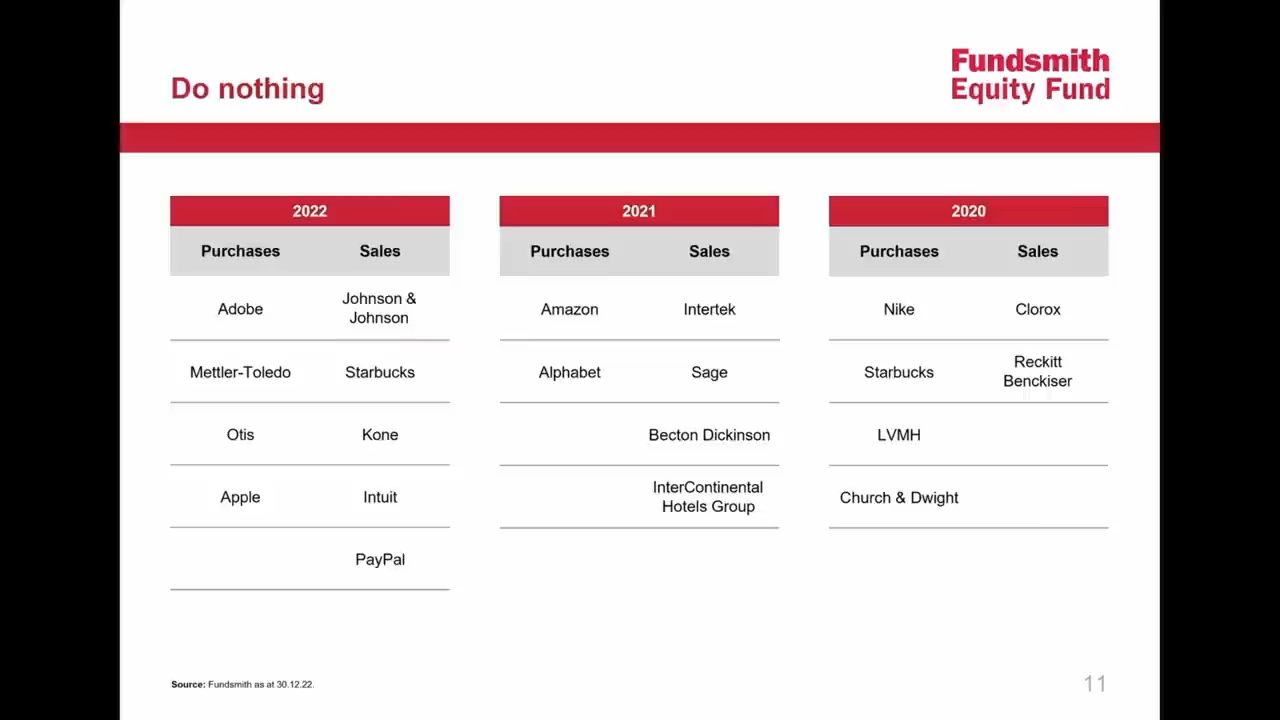 Do nothing
Fundsmith
Equity Fund
2022
Purchases Sales
Adobe Johnson &
Johnson
Mettler-Toledo Starbucks
Otis Kone
Apple Intuit
PayPal
2021
Purchases Sales
Amazon Intertek
Alphabet Sage
Becton Dickinson
InterContinental
Hotels Group
2020
Purchases Sales
Nike Clorox
Starbucks Reckitt
Benckiser
LVMH
Church & Dwight
Source: Fundsmith as at 30.12.22.
11